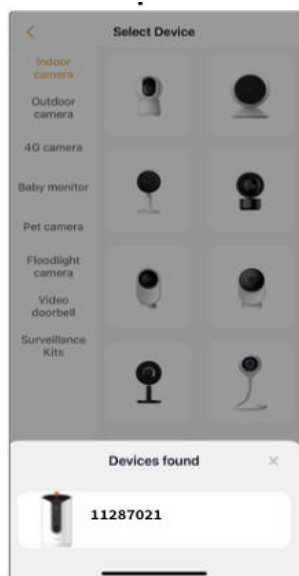 Select Device
Indoor
camera
Outdoor
camera
4G camera
Baby monitor
Pet camera
Floodlight
camera
Video
doorbell
Surveillance
Kits
Devices found
11287021